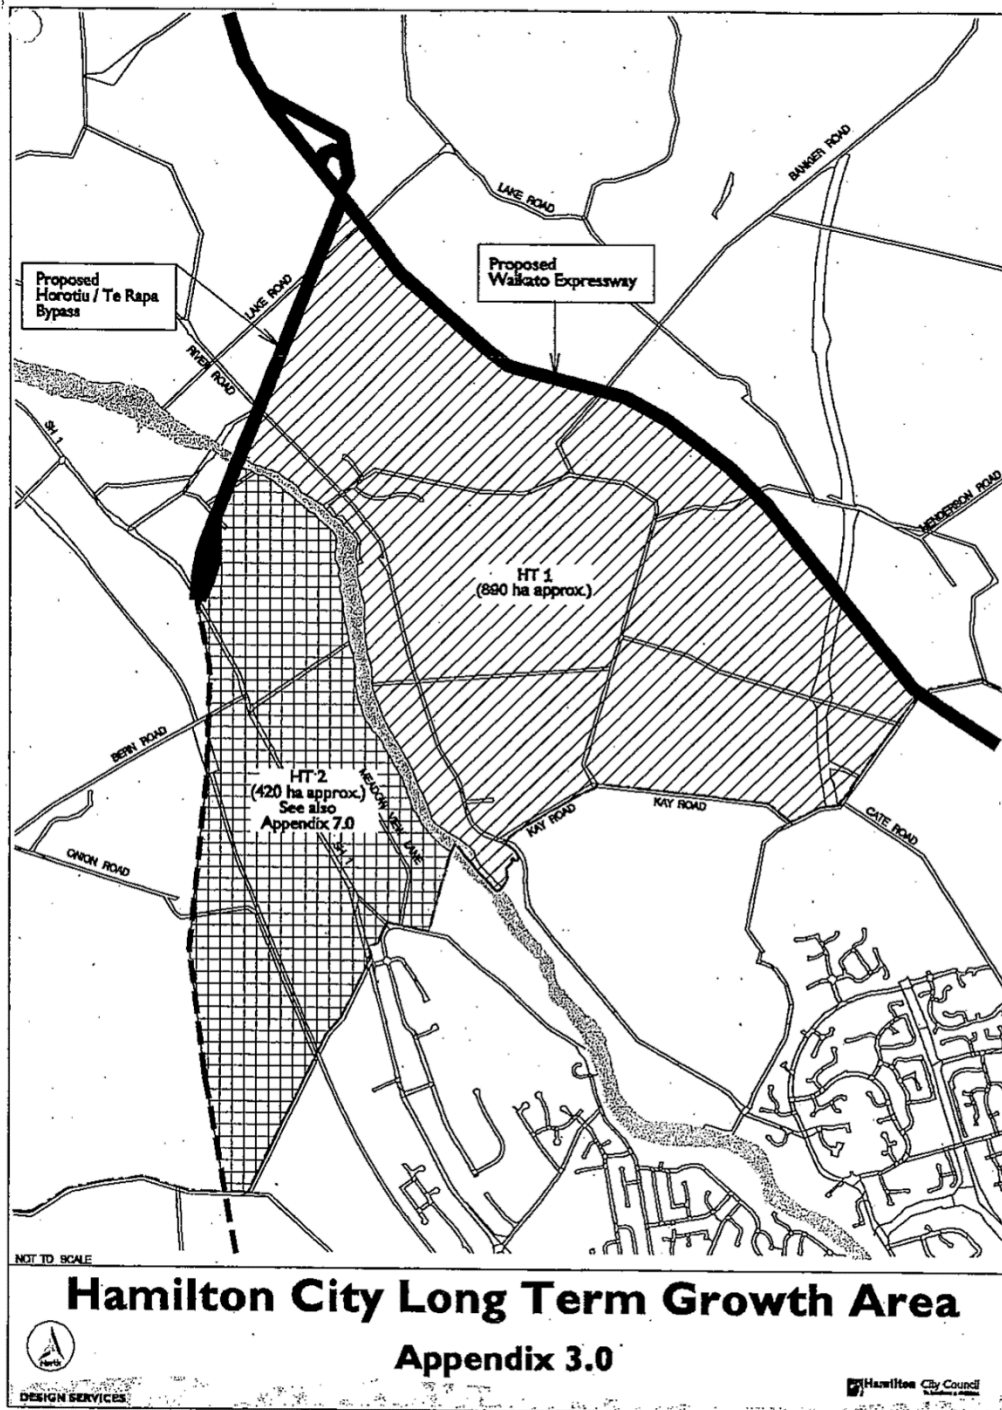 LAKE ROAD
BANKER ROAD
Proposed
Waikato Expressway
Proposed
Horotiu / Te Rapa
Bypass
LAKE ROAD
RIVER ROAD
SH 1
HENDERSON ROAD
HT 1
(890 ha approx.)
BERN ROAD
HT 2
(420 ha approx.)
See also
Appendix 7.0
MEADOW VIEW LANE
SH 1
KAY ROAD
KAY ROAD
CATE ROAD
ONION ROAD
NOT TO SCALE
Hamilton City Long Term Growth Area
Appendix 3.0
North
DESIGN SERVICES
Hamilton City Council